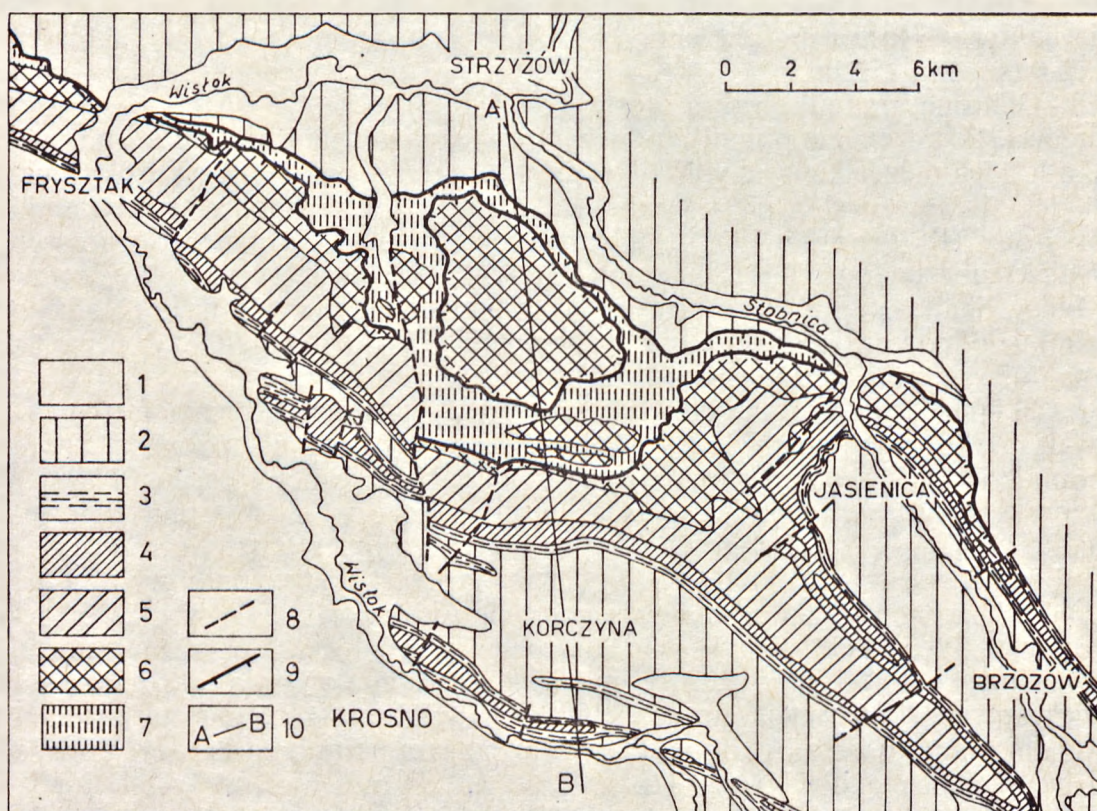 STRZYŻÓW
0 2 4 6km
Wisłok
A
FRYSZTAK
Stobnica
1
2
3
4
5
6
7
8
9
A B 10
JASIENICA
Wisłok
KORCZYNA
BRZOZÓW
KROSNO
B